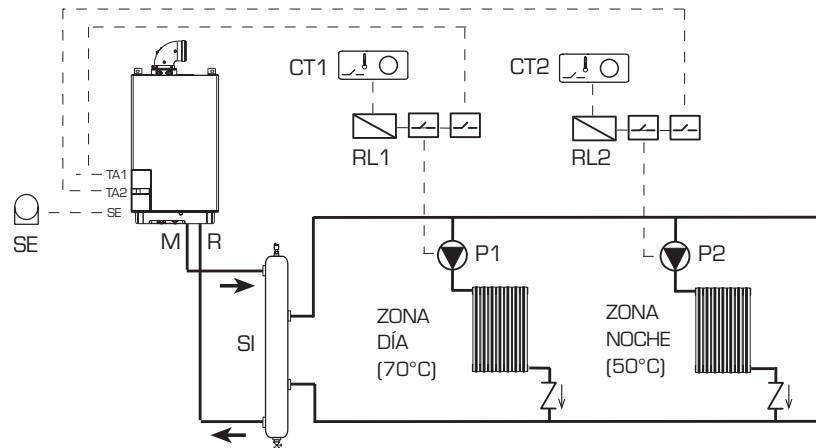 CT1
CT2
RL1
RL2
TA1
TA2
SE
SE
M
R
P1
P2
SI
ZONA
DÍA
(70°C)
ZONA
NOCHE
(50°C)